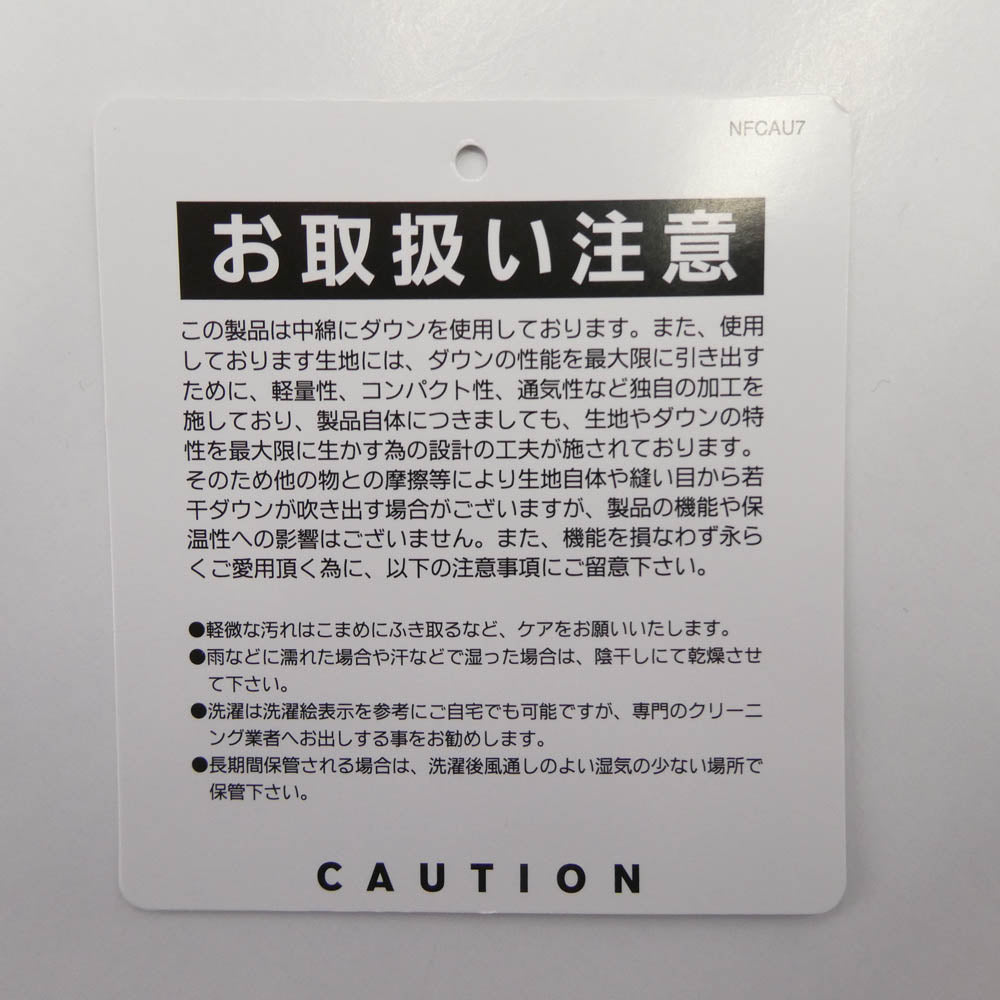 NFCAU7
お取扱い注意
この製品は中綿にダウンを使用しております。また、使用
しております生地には、ダウンの性能を最大限に引き出す
ために、軽量性、コンパクト性、通気性など独自の加工を
施しており、製品自体につきましても、生地やダウンの特
性を最大限に生かす為の設計の工夫が施されております。
そのため他の物との摩擦等により生地自体や縫い目から若
干ダウンが吹き出す場合がございますが、製品の機能や保
温性への影響はございません。また、機能を損なわず永ら
くご愛用頂く為に、以下の注意事項にご留意下さい。
●軽微な汚れはこまめにふき取るなど、ケアをお願いいたします。
●雨などに濡れた場合や汗などで湿った場合は、陰干しにて乾燥させ
て下さい。
●洗濯は洗濯絵表示を参考にご自宅でも可能ですが、専門のクリーニ
ング業者へお出しする事をお勧めします。
●長期間保管される場合は、洗濯後風通しのよい湿気の少ない場所で
保管下さい。
CAUTION